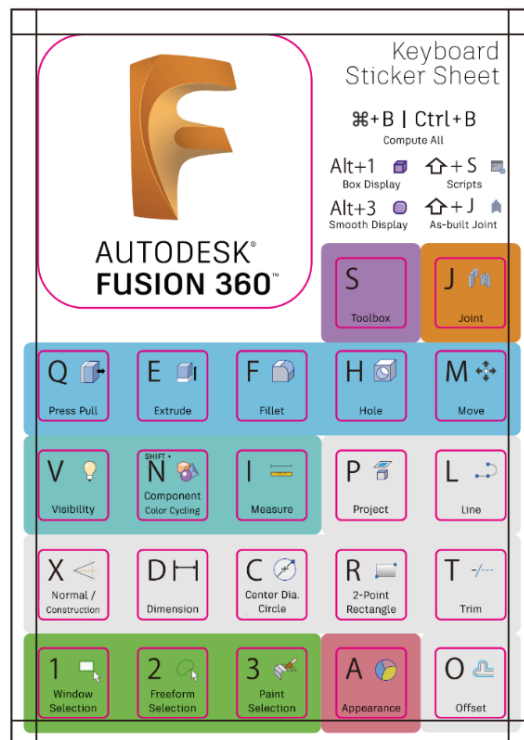 Keyboard
Sticker Sheet
⌘+B | Ctrl+B
Compute All
Alt+1
Box Display
⇧+S
Scripts
Alt+3
Smooth Display
⇧+J
As-built Joint
AUTODESK®
FUSION 360™
S
Toolbox
J
Joint
Q
Press Pull
E
Extrude
F
Fillet
H
Hole
M
Move
V
Visibility
SHIFT +
N
Component
Color Cycling
I
Measure
P
Project
L
Line
X
Normal /
Construction
D
Dimension
C
Center Dia.
Circle
R
2-Point
Rectangle
T
Trim
1
Window
Selection
2
Freeform
Selection
3
Paint
Selection
A
Appearance
O
Offset